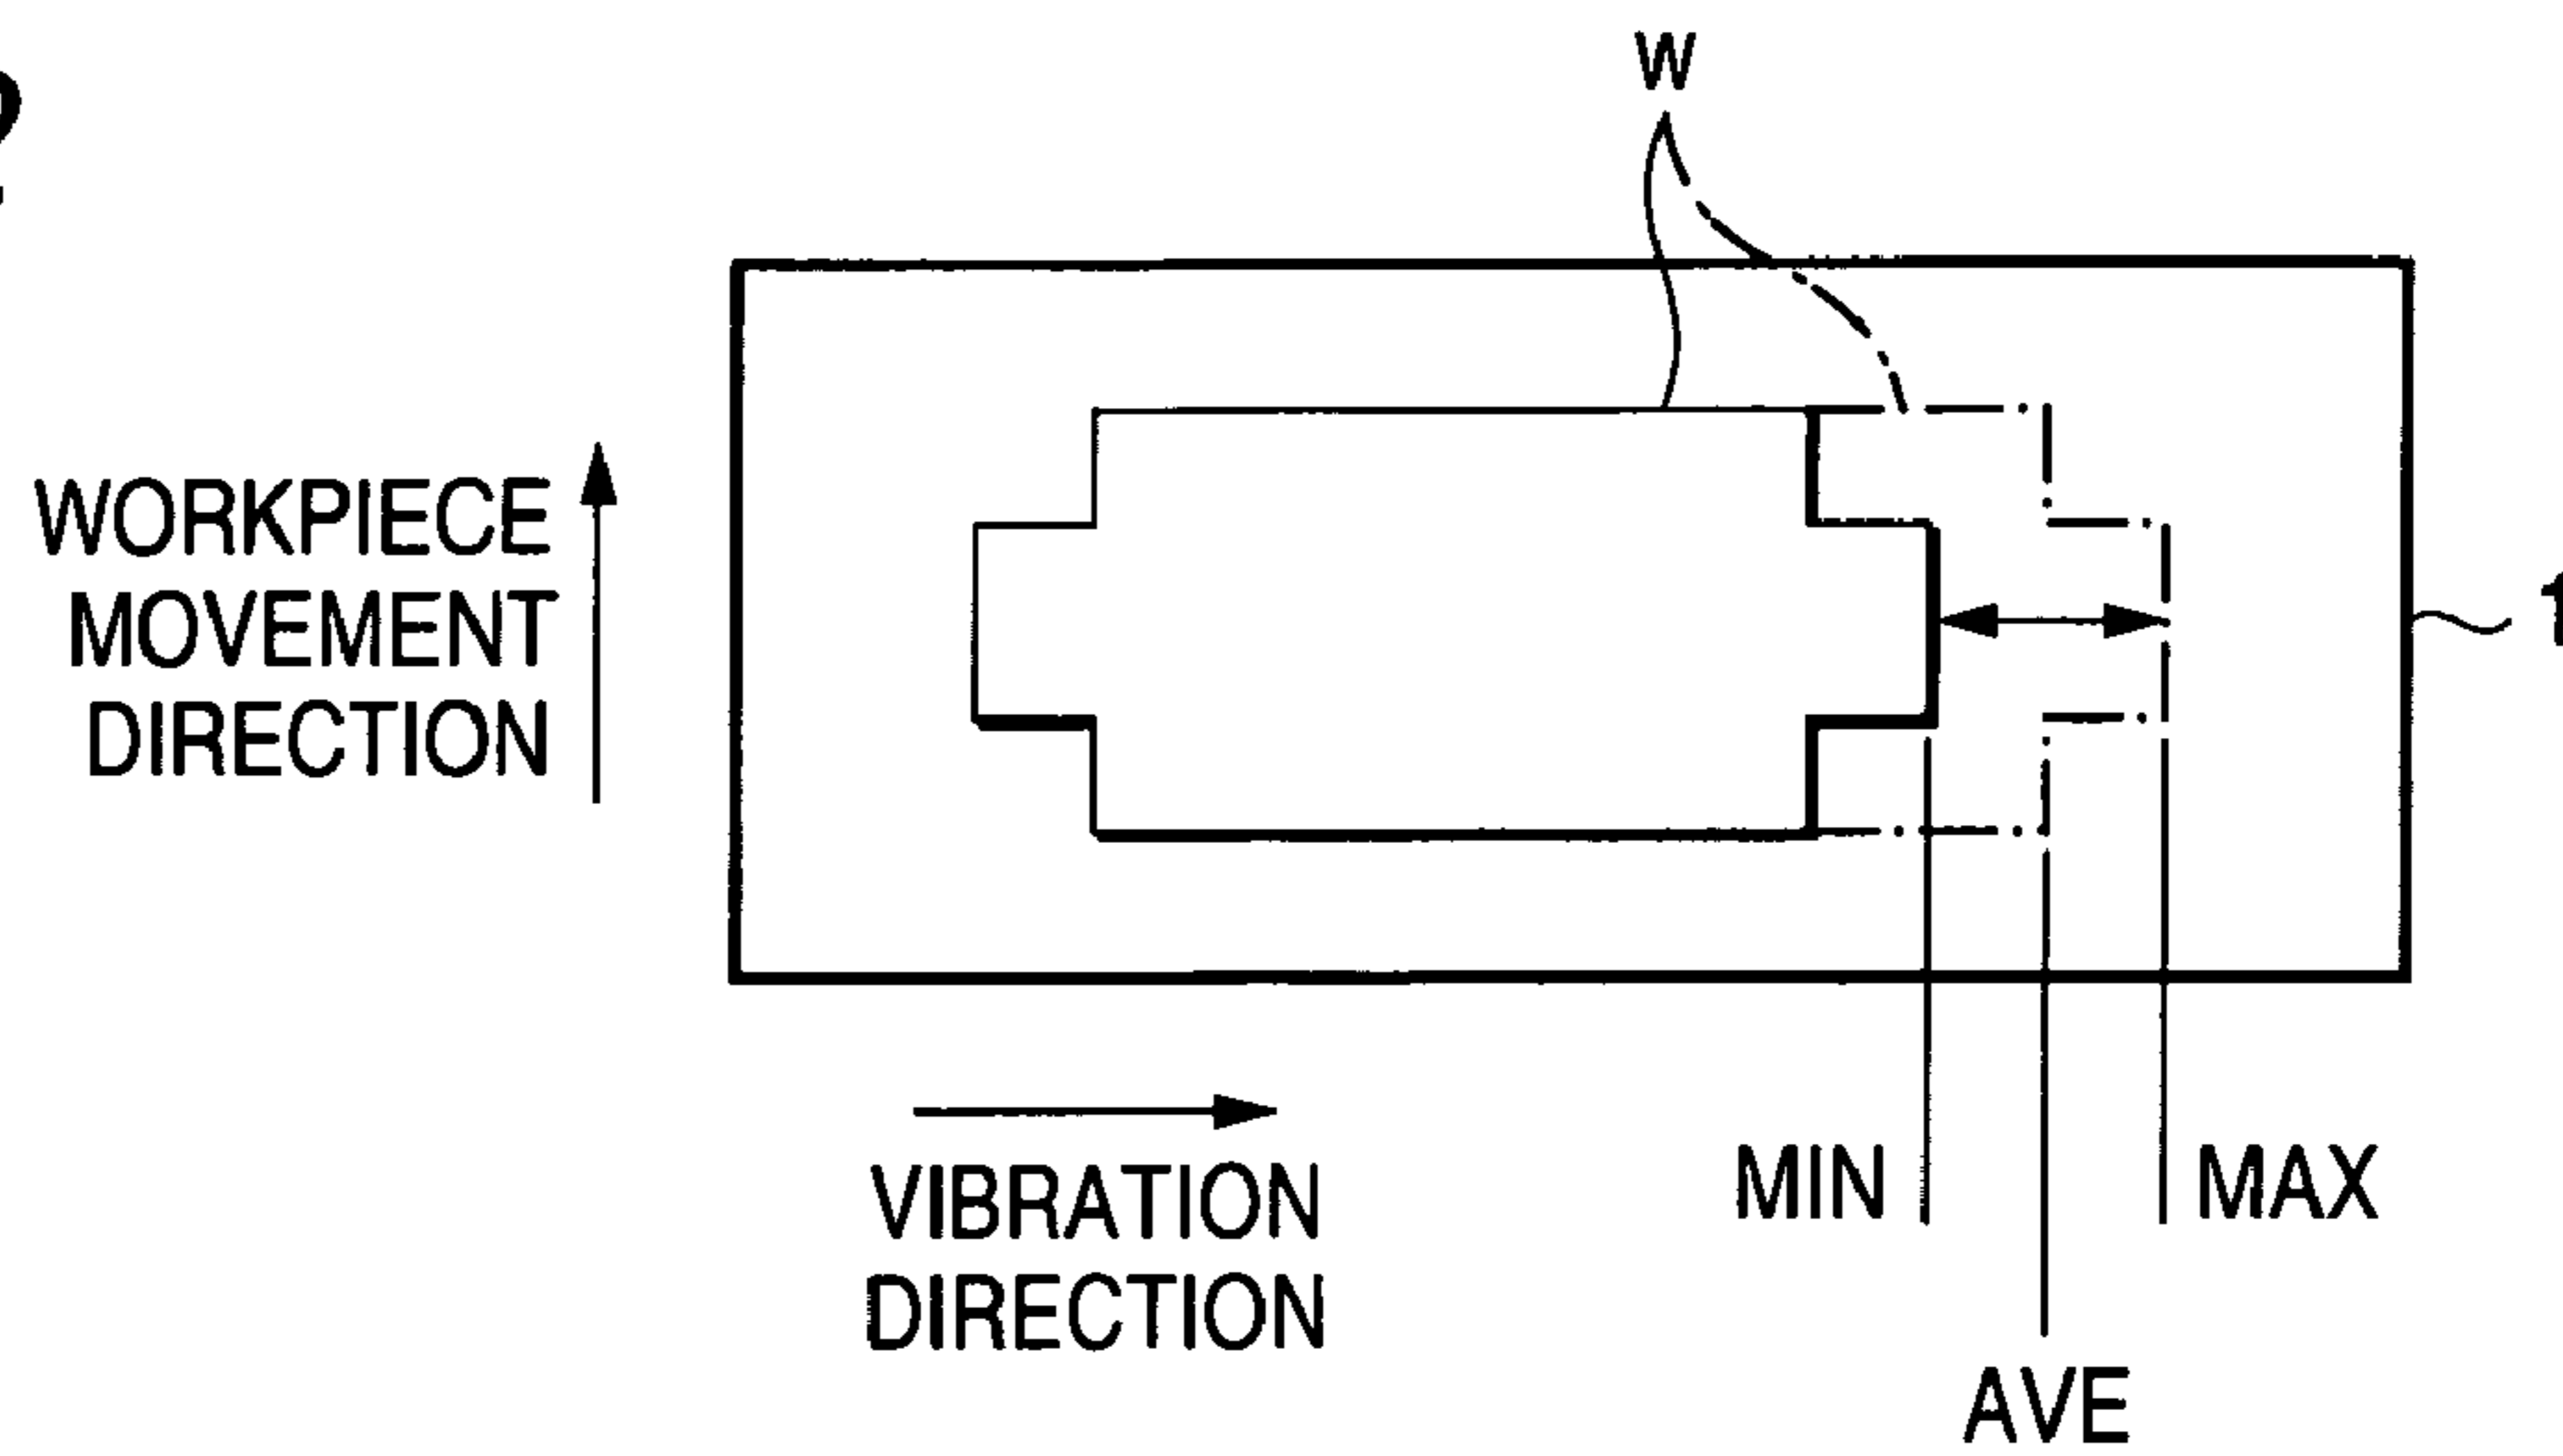 W
WORKPIECE
MOVEMENT
DIRECTION
VIBRATION
DIRECTION
MIN
MAX
AVE